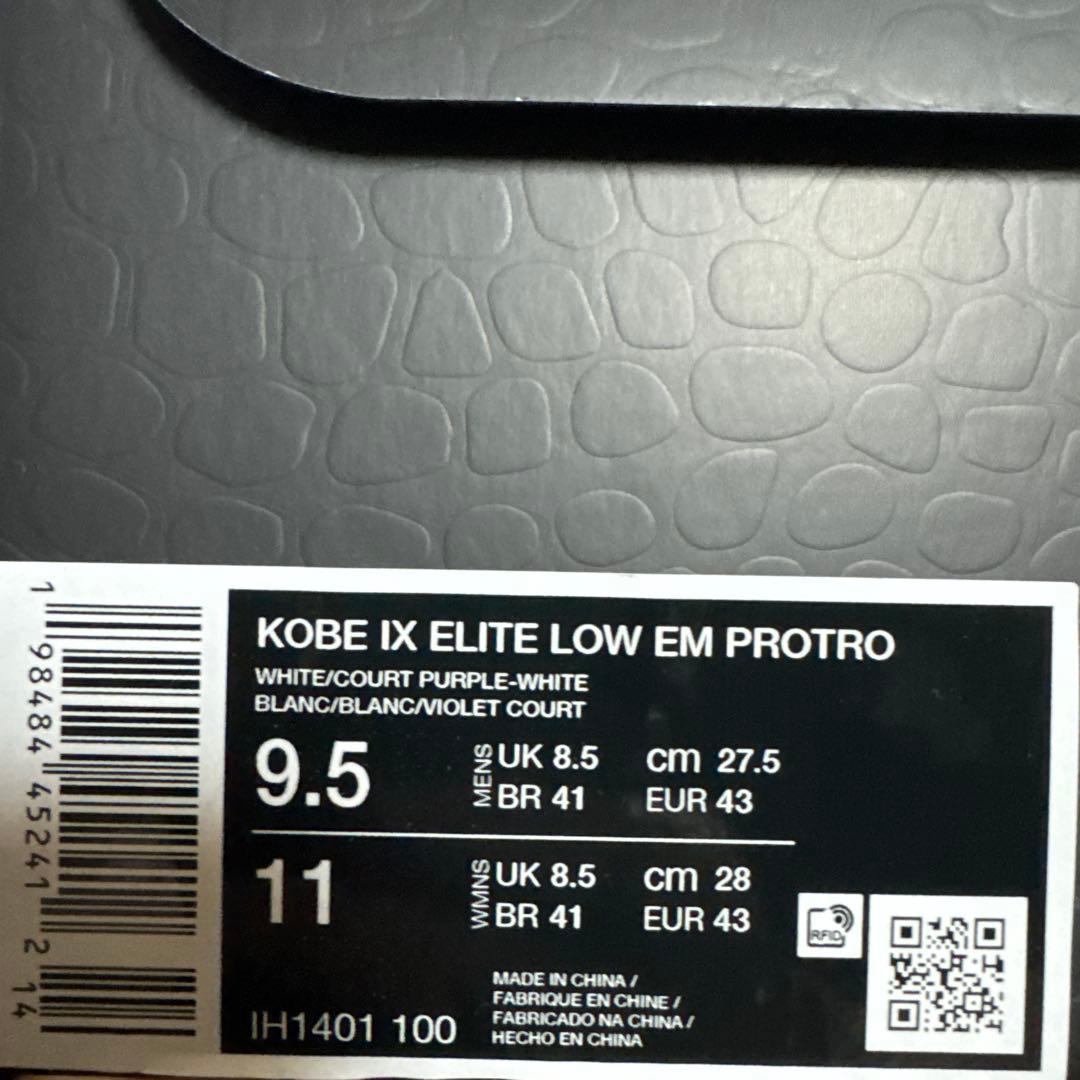 KOBE IX ELITE LOW EM PROTRO
WHITE/COURT PURPLE-WHITE
BLANC/BLANC/VIOLET COURT
9.5
MENS
UK 8.5 cm 27.5
BR 41 EUR 43
11
WMNS
UK 8.5 cm 28
BR 41 EUR 43
RFID
MADE IN CHINA /
FABRIQUE EN CHINE /
FABRICADO NA CHINA /
HECHO EN CHINA
IH1401 100
1 98484 45241 2 14